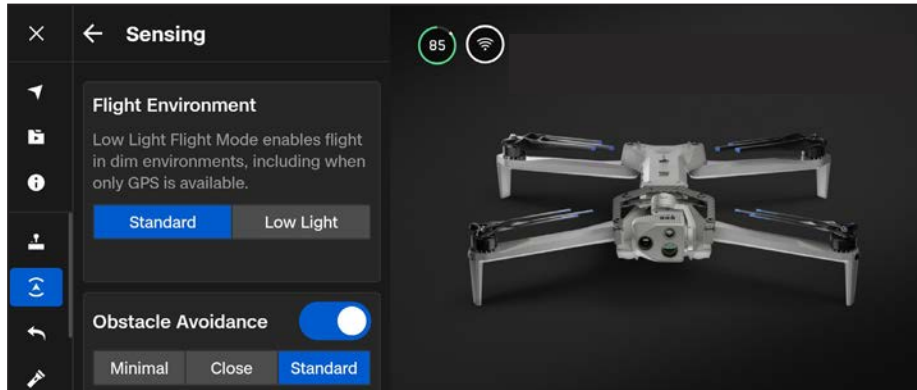 Sensing
85
Flight Environment
Low Light Flight Mode enables flight
in dim environments, including when
only GPS is available.
Standard Low Light
Obstacle Avoidance
Minimal Close Standard